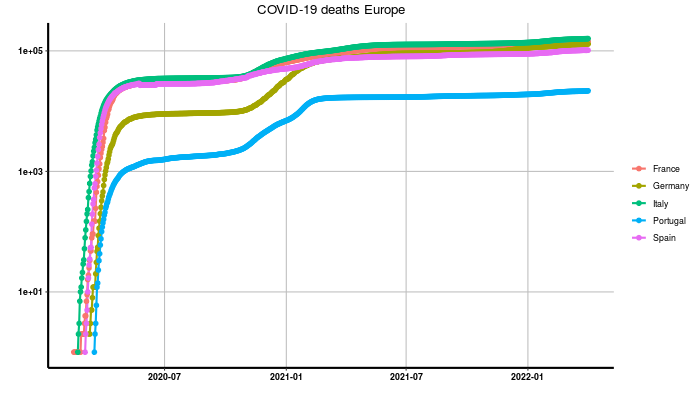 COVID-19 deaths Europe
1e+05
1e+03
1e+01
2020-07
2021-01
2021-07
2022-01
France
Germany
Italy
Portugal
Spain